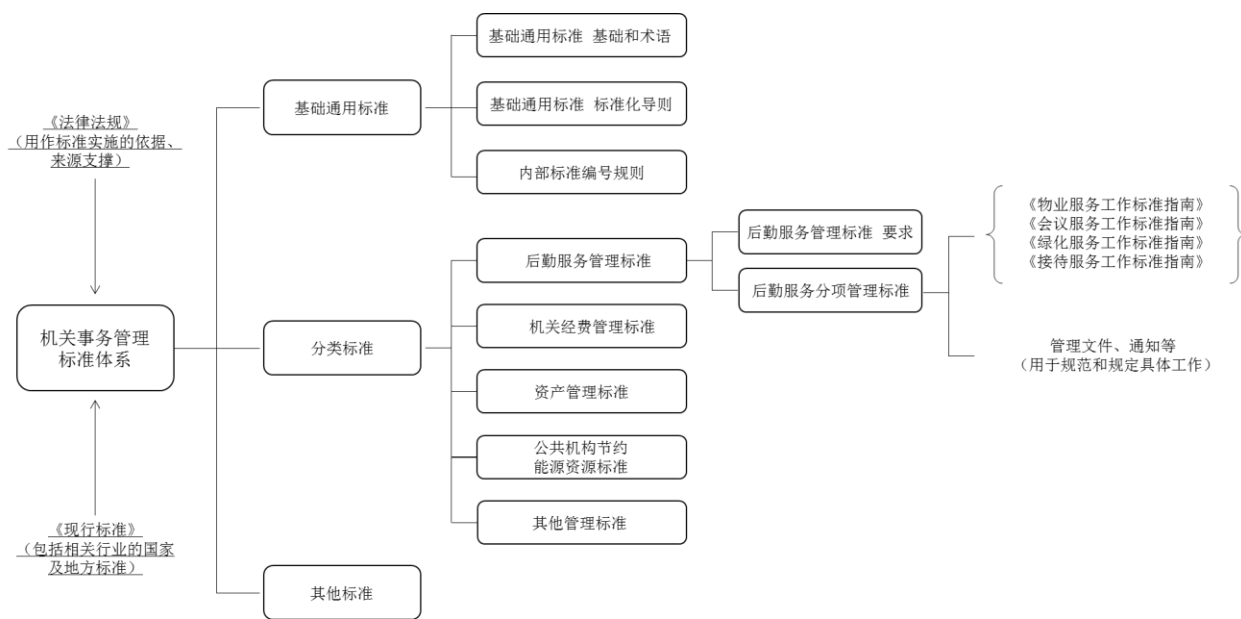 《法律法规》
（用作标准实施的依据、
来源支撑）
机关事务管理
标准体系
《现行标准》
（包括相关行业的国家
及地方标准）
基础通用标准
基础通用标准 基础和术语
基础通用标准 标准化导则
内部标准编号规则
分类标准
后勤服务管理标准
后勤服务管理标准 要求
后勤服务分项管理标准
《物业服务工作标准指南》
《会议服务工作标准指南》
《绿化服务工作标准指南》
《接待服务工作标准指南》
管理文件、通知等
（用于规范和规定具体工作）
机关经费管理标准
资产管理标准
公共机构节约
能源资源标准
其他管理标准
其他标准